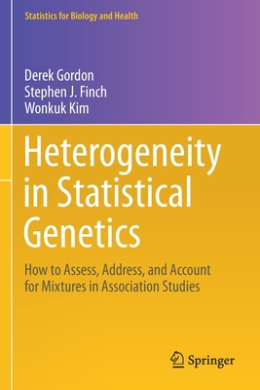 Statistics for Biology and Health
Derek Gordon
Stephen J. Finch
Wonkuk Kim
Heterogeneity
in Statistical
Genetics
How to Assess, Address, and Account
for Mixtures in Association Studies
Springer